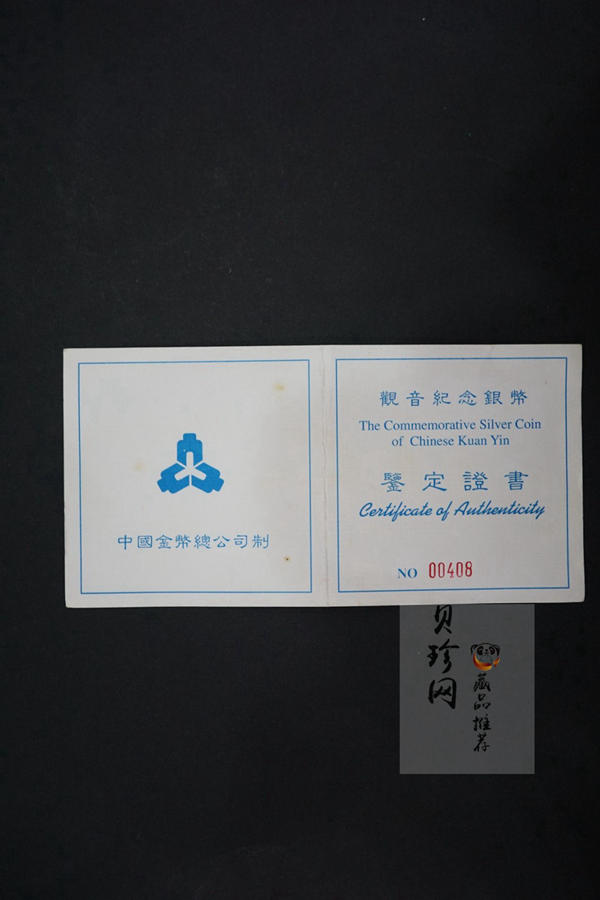 中國金幣總公司制
觀音紀念銀幣
The Commemorative Silver Coin
of Chinese Kuan Yin
鑒定證書
Certificate of Authenticity
NO 00408
贝珍网
藏品推荐